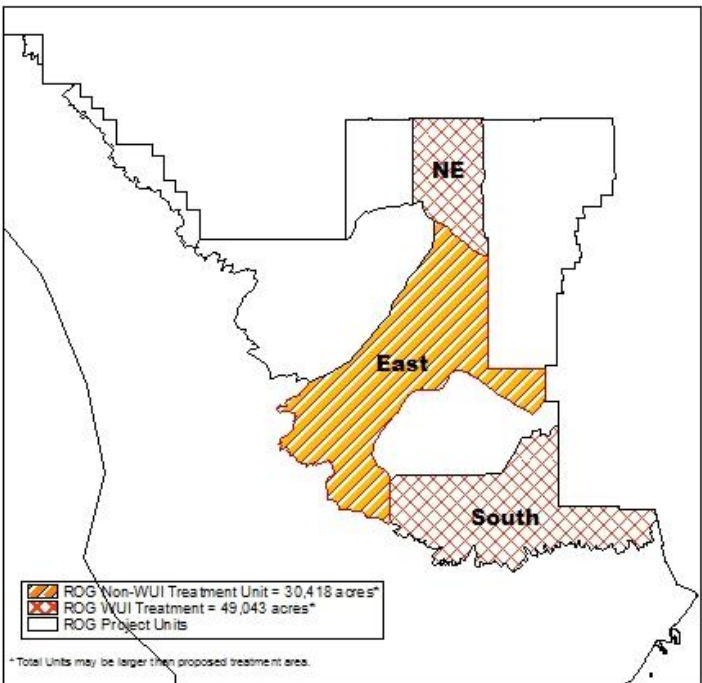 NE
East
South
ROG Non-WUI Treatment Unit = 30,418 acres*
ROG WUI Treatment = 49,043 acres*
ROG Project Units
* Total Units may be larger then proposed treatment area.